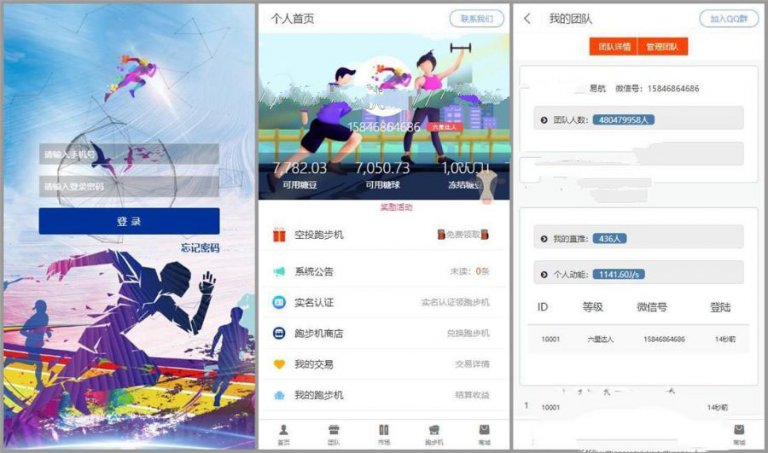 请输入手机号
请输入登录密码
登 录
忘记密码
个人首页
联系我们
15846864686
六星达人
7,782.03
7,050.73
可用糖豆
可用糖球
奖励活动
空投跑步机
免费领取
系统公告
未读：0条
实名认证
实名认证领跑步机
跑步机商店
兑换跑步机
我的交易
交易详情
我的跑步机
结算收益
首页
团队
市场
跑步机
商城
我的团队
加入QQ群
团队详情
管理团队
易航 微信号：15846864686
团队人数：480479958人
我的直推：436人
个人动能：1141.60J/s
ID 等级 微信号 登陆
10001 六星达人 15846864686 14秒前
1 10001 14秒前
首页
团队
市场
跑步机
商城